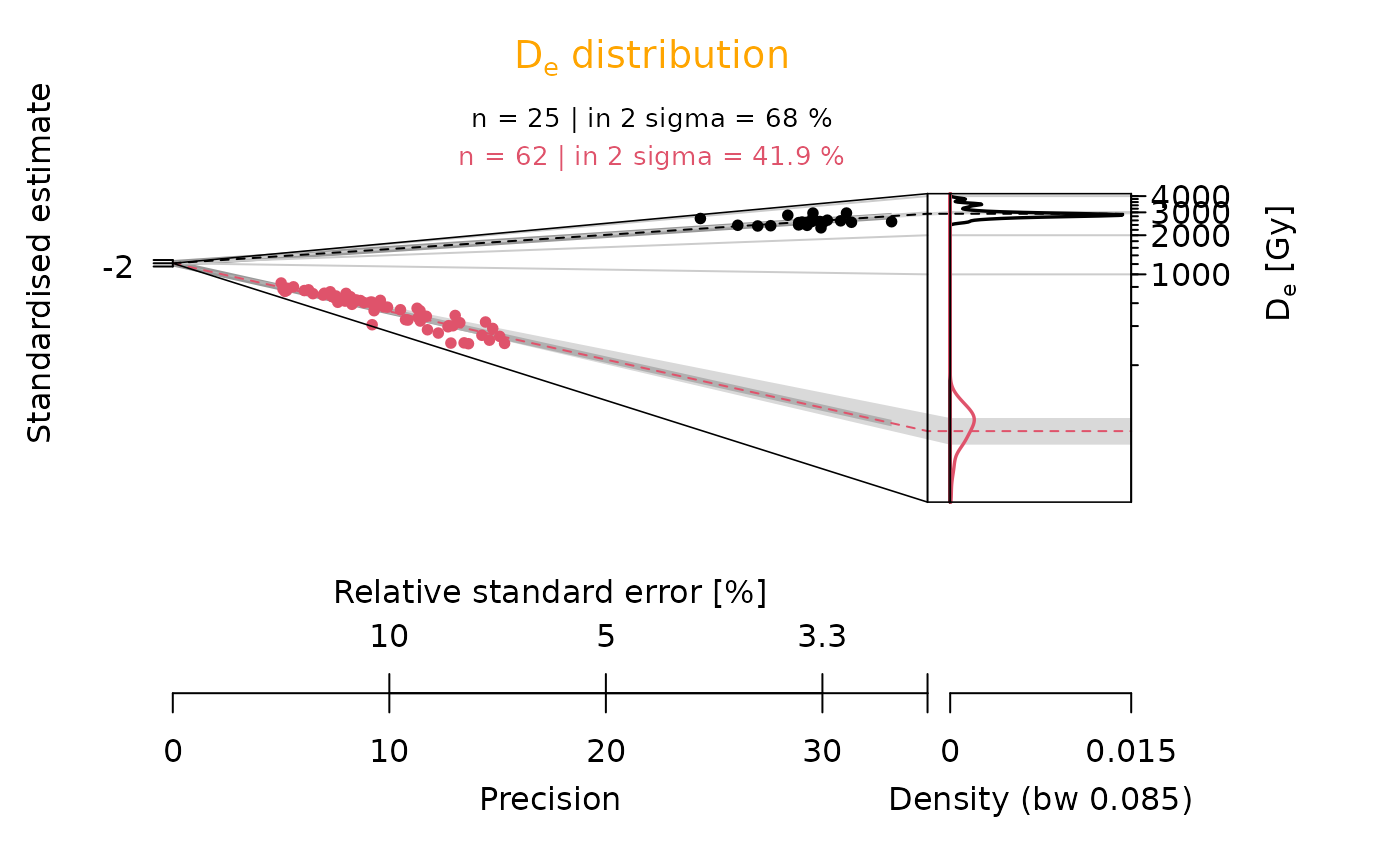 De distribution
n = 25 | in 2 sigma = 68 %
n = 62 | in 2 sigma = 41.9 %
Standardised estimate
-2
4000
3000
2000
1000
De [Gy]
Relative standard error [%]
10 5 3.3
0 10 20 30 0 0.015
Precision Density (bw 0.085)